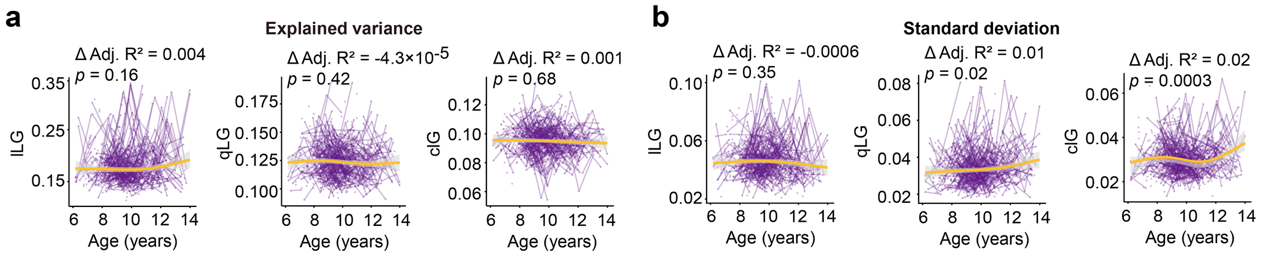 a
Explained variance
Δ Adj. R² = 0.004
p = 0.16
lLG
0.35
0.25
0.15
6 8 10 12 14
Age (years)
Δ Adj. R² = -4.3×10-5
p = 0.42
qLG
0.175
0.150
0.125
0.100
6 8 10 12 14
Age (years)
Δ Adj. R² = 0.001
p = 0.68
clG
0.12
0.10
0.08
0.06
6 8 10 12 14
Age (years)
b
Standard deviation
Δ Adj. R² = -0.0006
p = 0.35
lLG
0.10
0.06
0.02
6 8 10 12 14
Age (years)
Δ Adj. R² = 0.01
p = 0.02
qLG
0.08
0.06
0.04
0.02
6 8 10 12 14
Age (years)
Δ Adj. R² = 0.02
p = 0.0003
clG
0.06
0.04
0.02
6 8 10 12 14
Age (years)